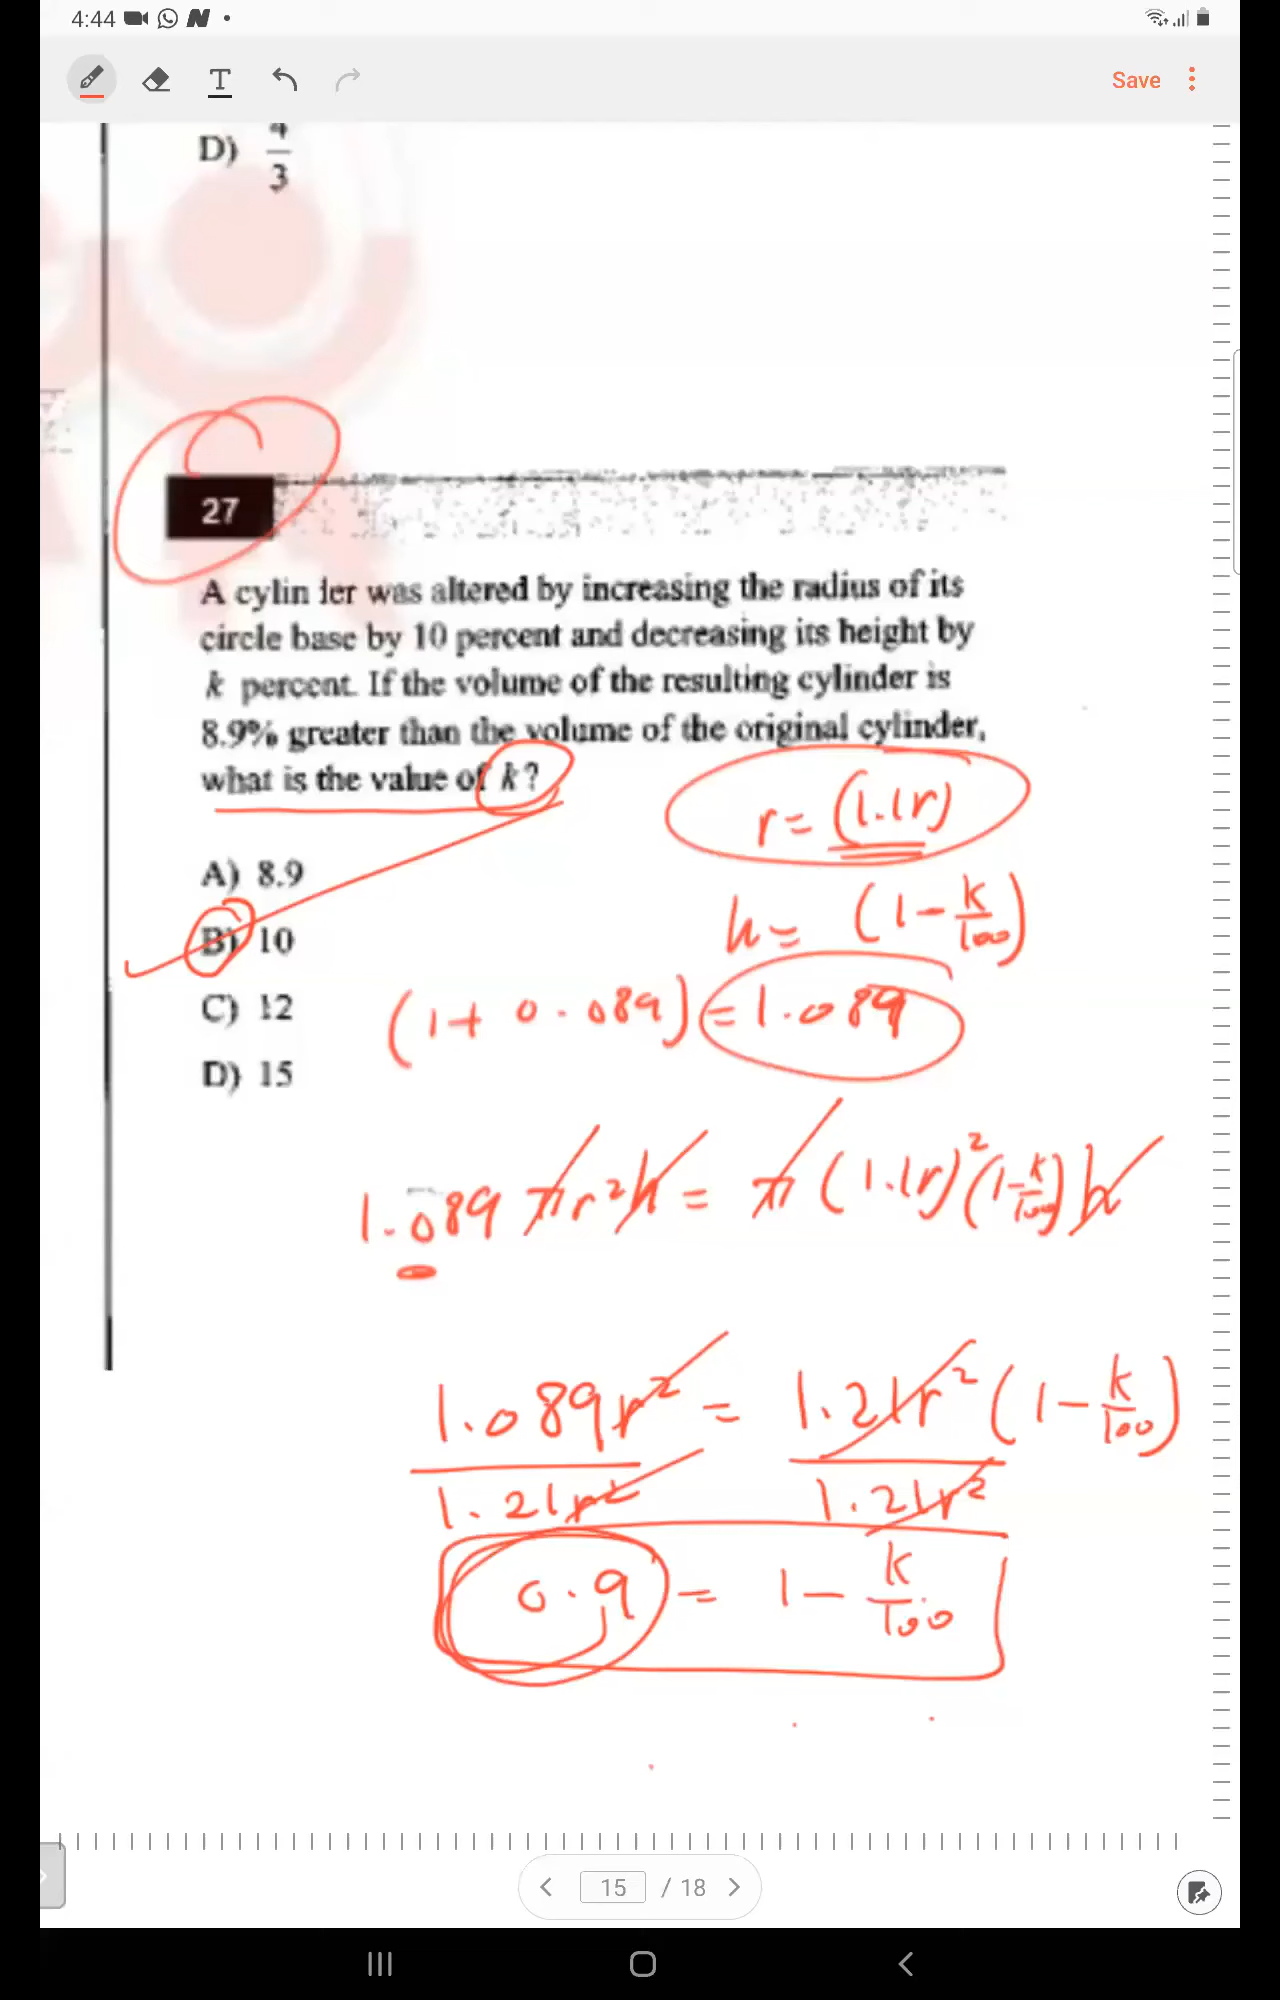 4:44
T
Save
D) 4/3
27
A cylin ler was altered by increasing the radius of its
circle base by 10 percent and decreasing its height by
k percent. If the volume of the resulting cylinder is
8.9% greater than the volume of the original cylinder,
what is the value of k?
r = (1.1r)
A) 8.9
h = (1 - k/100)
B) 10
(1 + 0.089) = 1.089
C) 12
D) 15
1.089 πr²h = π (1.1r)² (1 - k/100) h
1.089r² = 1.21r² (1 - k/100)
1.21r² 1.21r²
0.9 = 1 - k/100
15 / 18